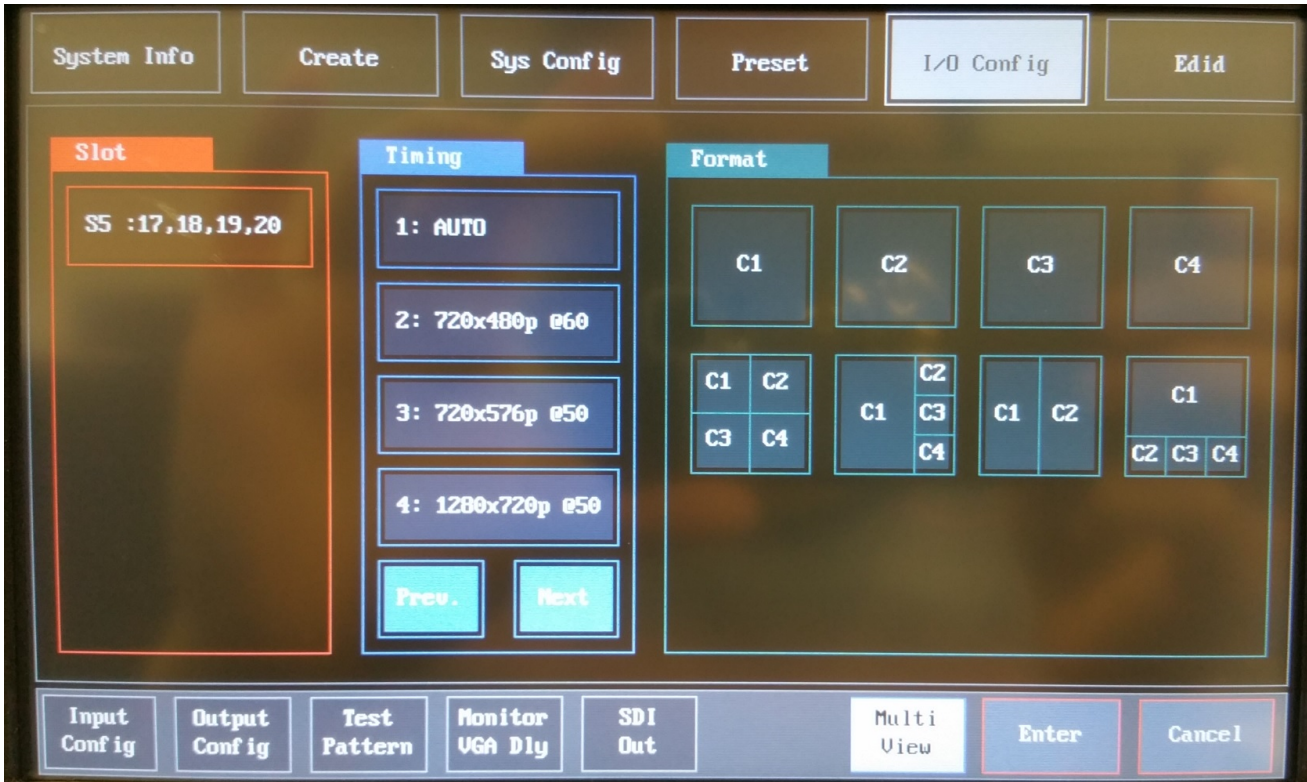 System Info
Create
Sys Config
Preset
I/O Config
Edid
Slot
S5 :17,18,19,20
Timing
1: AUTO
2: 720x480p @60
3: 720x576p @50
4: 1280x720p @50
Prev.
Next
Format
C1
C2
C3
C4
C1 C2
C3 C4
C1
C2
C3
C4
C1 C2
C1
C2 C3 C4
Input
Config
Output
Config
Test
Pattern
Monitor
VGA Dly
SDI
Out
Multi
View
Enter
Cancel